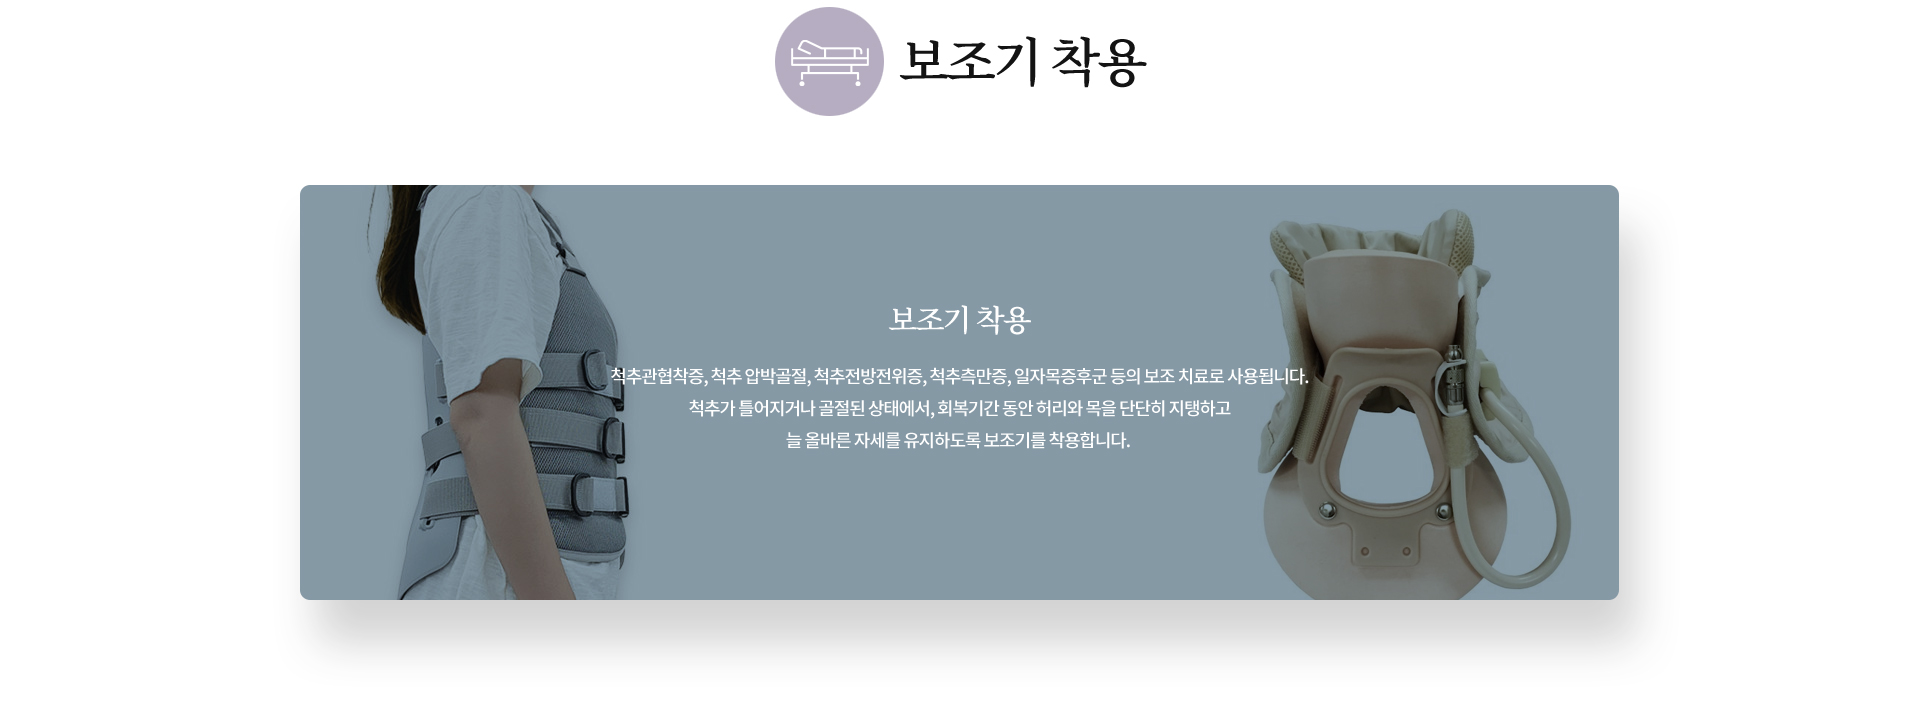 보조기 착용
보조기 착용
척추관협착증, 척추 압박골절, 척추전방전위증, 척추측만증, 일자목증후군 등의 보조 치료로 사용됩니다.
척추가 틀어지거나 골절된 상태에서, 회복기간 동안 허리와 목을 단단히 지탱하고
늘 올바른 자세를 유지하도록 보조기를 착용합니다.